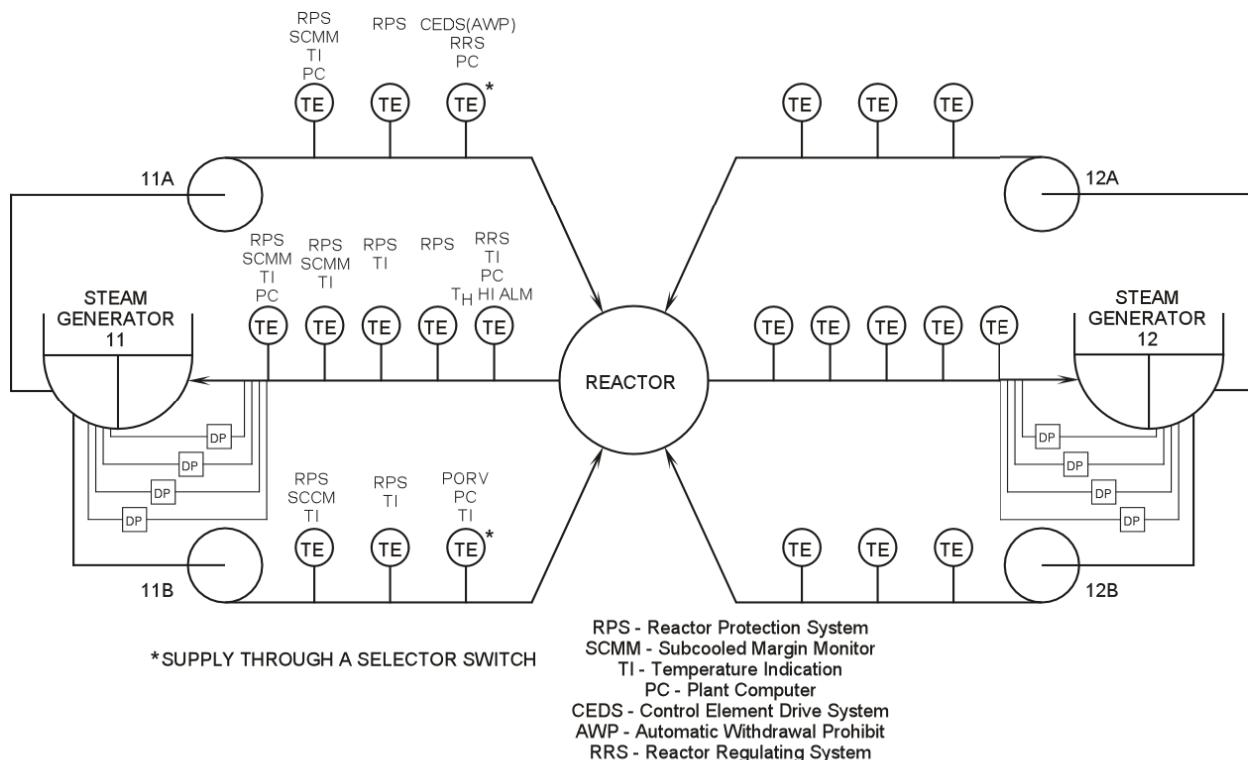 RPS
SCMM
TI
PC
RPS
CEDS(AWP)
RRS
PC
TE
TE
TE *
TE
TE
TE
11A
12A
RPS
SCMM
TI
PC
RPS
SCMM
TI
RPS
TI
RPS
RRS
TI
PC
TH HI ALM
STEAM
GENERATOR
11
TE
TE
TE
TE
TE
REACTOR
TE
TE
TE
TE
TE
STEAM
GENERATOR
12
DP
DP
DP
DP
DP
DP
DP
DP
RPS
SCCM
TI
RPS
TI
PORV
PC
TI
TE
TE
TE *
TE
TE
TE
11B
12B
*SUPPLY THROUGH A SELECTOR SWITCH
RPS - Reactor Protection System
SCMM - Subcooled Margin Monitor
TI - Temperature Indication
PC - Plant Computer
CEDS - Control Element Drive System
AWP - Automatic Withdrawal Prohibit
RRS - Reactor Regulating System